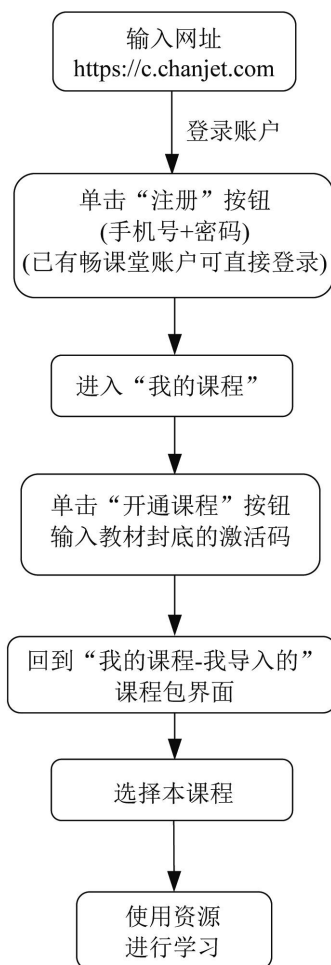 输入网址
https://c.chanjet.com
登录账户
单击“注册”按钮
(手机号+密码)
(已有畅课堂账户可直接登录)
进入“我的课程”
单击“开通课程”按钮
输入教材封底的激活码
回到“我的课程-我导入的”
课程包界面
选择本课程
使用资源
进行学习